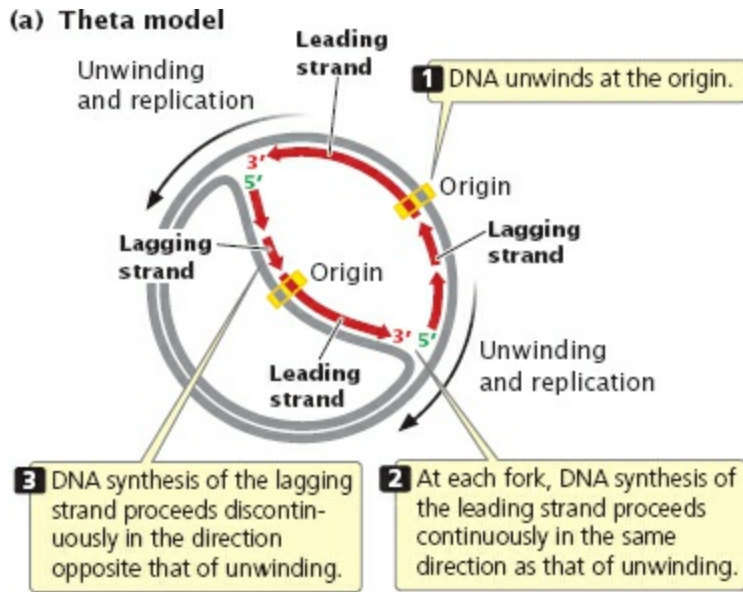 (a) Theta model
Leading
strand
Unwinding
and replication
1 DNA unwinds at the origin.
3'
5'
Origin
Lagging
strand
Lagging
strand
Origin
3' 5'
Leading
strand
Unwinding
and replication
3 DNA synthesis of the lagging
strand proceeds discontin-
uously in the direction
opposite that of unwinding.
2 At each fork, DNA synthesis of
the leading strand proceeds
continuously in the same
direction as that of unwinding.